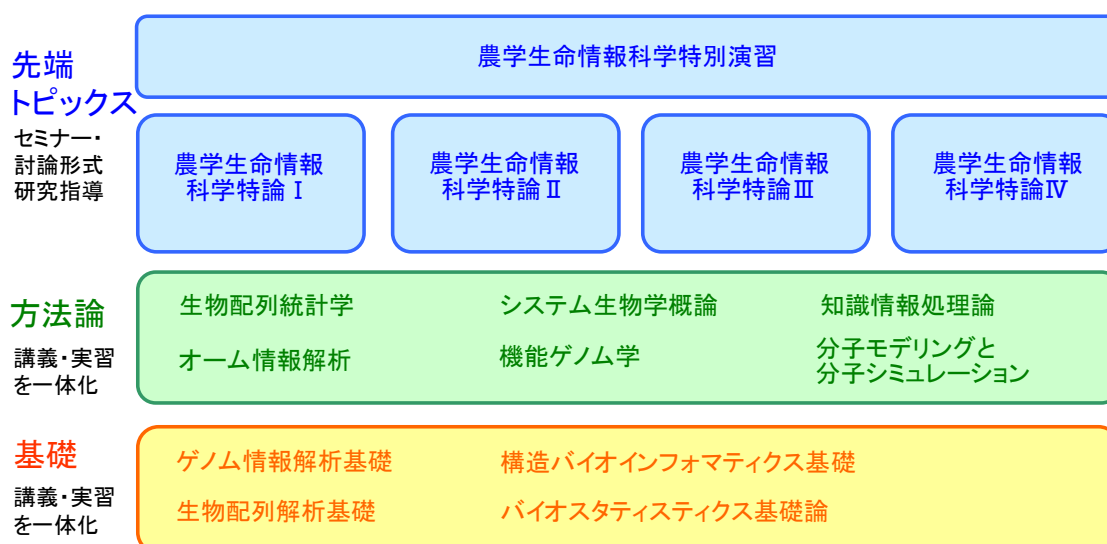 先端
トピックス
セミナー・
討論形式
研究指導
農学生命情報科学特別演習
農学生命情報
科学特論Ⅰ
農学生命情報
科学特論Ⅱ
農学生命情報
科学特論Ⅲ
農学生命情報
科学特論Ⅳ
方法論
講義・実習
を一体化
生物配列統計学
システム生物学概論
知識情報処理論
オーム情報解析
機能ゲノム学
分子モデリングと
分子シミュレーション
基礎
講義・実習
を一体化
ゲノム情報解析基礎
構造バイオインフォマティクス基礎
生物配列解析基礎
バイオスタティスティクス基礎論